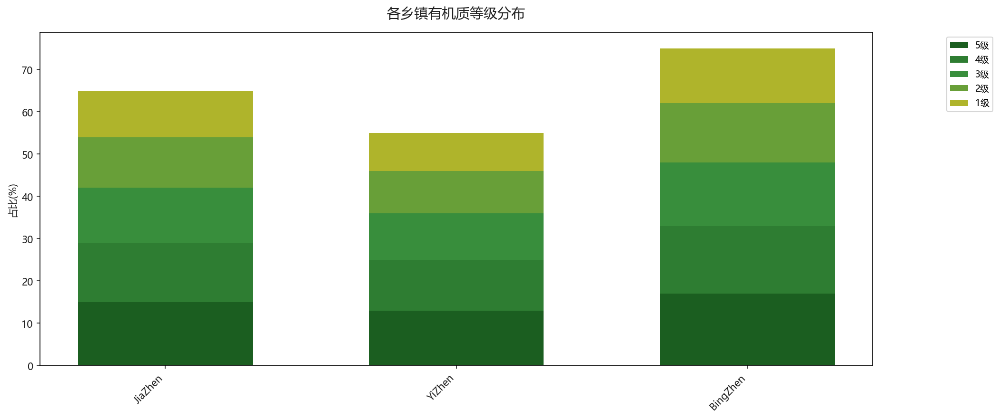 各乡镇有机质等级分布
占比(%)
70
60
50
40
30
20
10
0
JiaZhen
YiZhen
BingZhen
5级
4级
3级
2级
1级